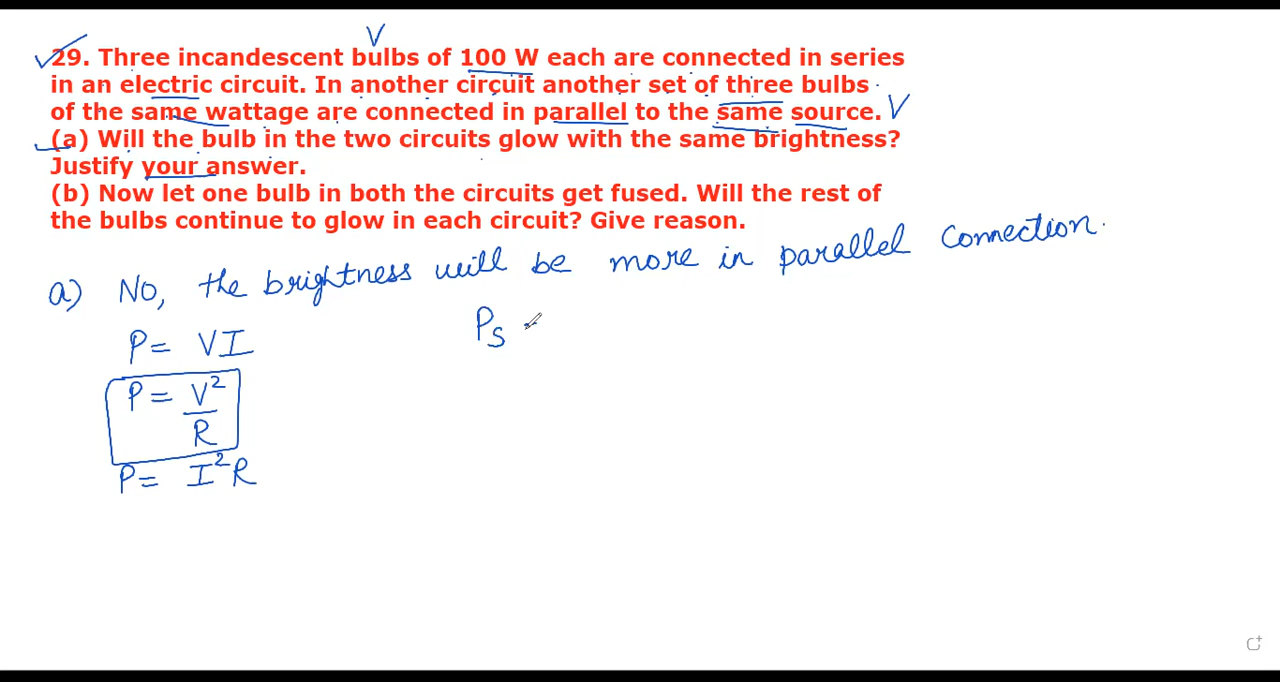 V
29. Three incandescent bulbs of 100 W each are connected in series
in an electric circuit. In another circuit another set of three bulbs
of the same wattage are connected in parallel to the same source. V
(a) Will the bulb in the two circuits glow with the same brightness?
Justify your answer.
(b) Now let one bulb in both the circuits get fused. Will the rest of
the bulbs continue to glow in each circuit? Give reason.
a) No, the brightness will be more in parallel connection.
P = VI
Ps
P = V²/R
P = I²R